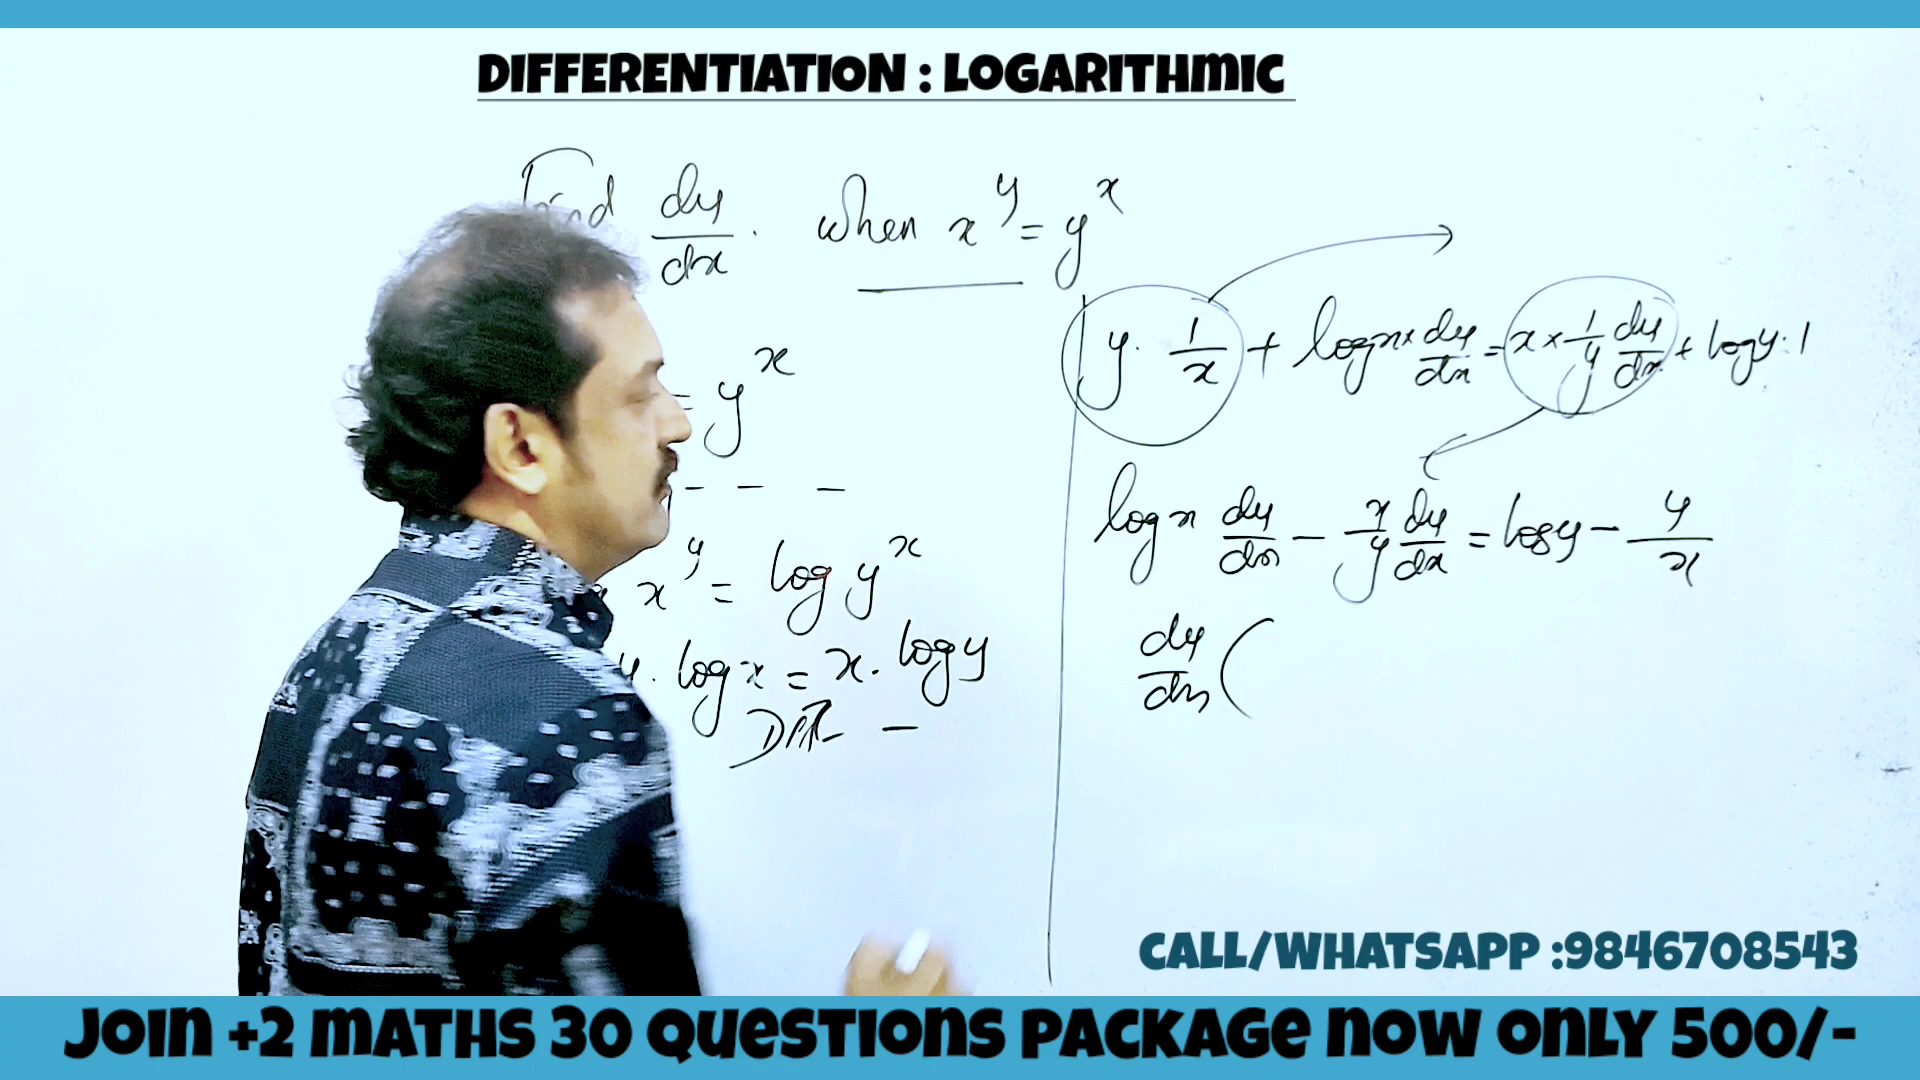 DIFFERENTIATION : LOGARITHMIC
Find dy/dx . when x^y = y^x
= y^x
- - -
x^y = log y^x
y . log x = x . log y
Diff -
y . 1/x + log x × dy/dx = x × 1/y dy/dx + log y . 1
log x dy/dx - x/y dy/dx = log y - y/x
dy/dx (
CALL/WHATSAPP :9846708543
JOIN +2 MATHS 30 QUESTIONS PACKAGE NOW ONLY 500/-